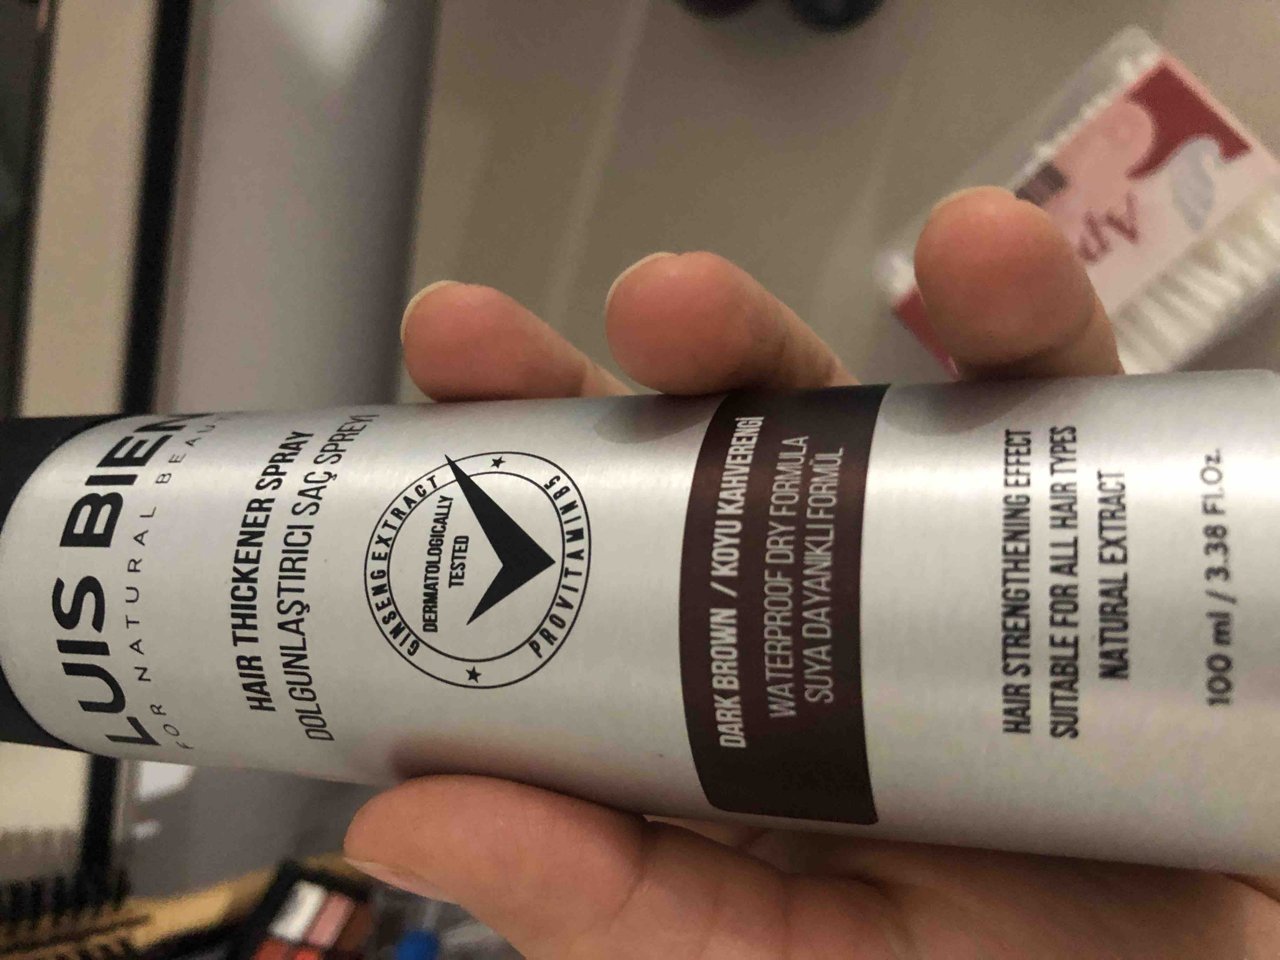 LUIS BIEN
FOR NATURAL BEAU
HAIR THICKENER SPRAY
DOLGUNLAŞTIRICI SAÇ SPREYİ
GINSENG EXTRACT
DERMATOLOGICALLY
TESTED
PROVITAMINB5
DARK BROWN / KOYU KAHVERENGİ
WATERPROOF DRY FORMULA
SUYA DAYANIKLI FORMÜL
HAIR STRENGTHENING EFFECT
SUITABLE FOR ALL HAIR TYPES
NATURAL EXTRACT
100 ml / 3.38 Fl.Oz.